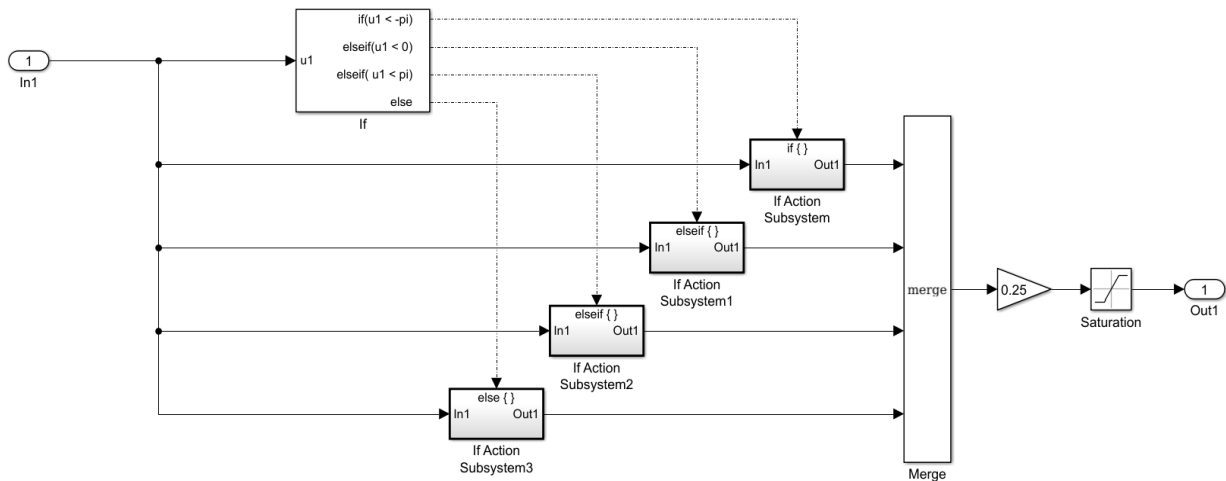 if(u1 < -pi)
elseif(u1 < 0)
1
u1
elseif( u1 < pi)
In1
else
If
if { }
In1 Out1
If Action
Subsystem
elseif { }
In1 Out1
If Action
Subsystem1
merge
0.25
1
Saturation
Out1
elseif { }
In1 Out1
If Action
Subsystem2
else { }
In1 Out1
If Action
Subsystem3
Merge